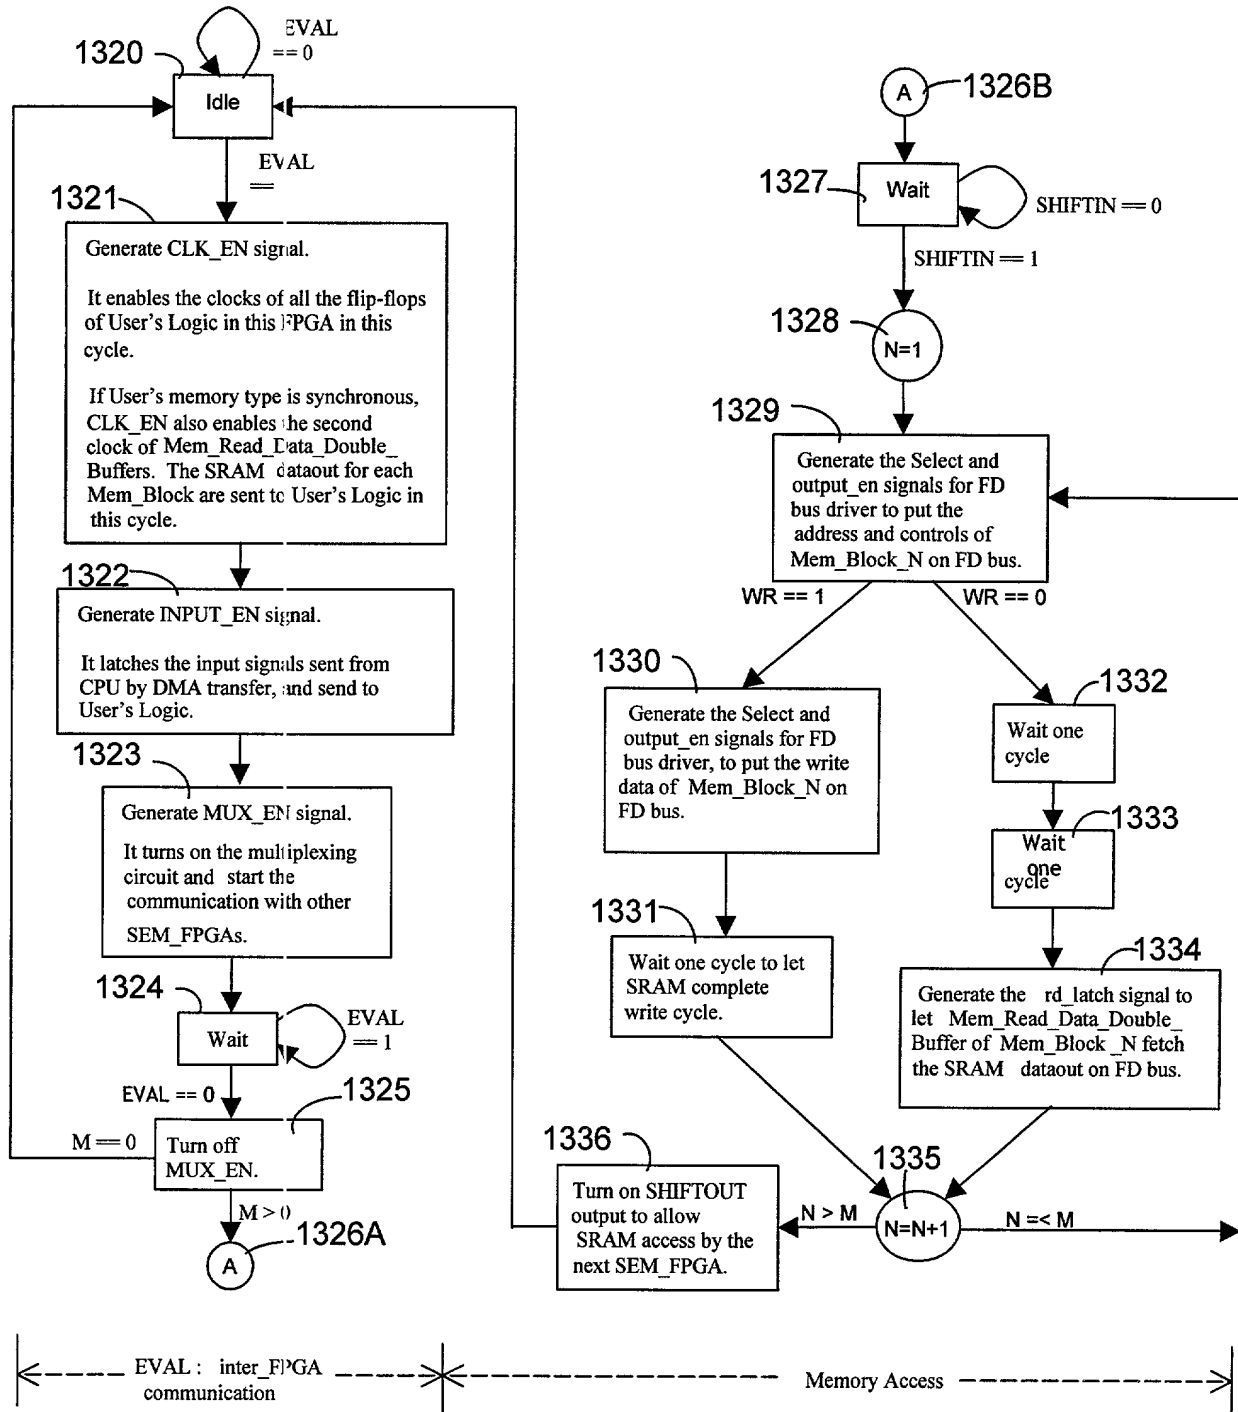 EVAL
== 0
1320
Idle
EVAL
==
1321
Generate CLK_EN signal.
It enables the clocks of all the flip-flops
of User's Logic in this FPGA in this
cycle.
If User's memory type is synchronous,
CLK_EN also enables the second
clock of Mem_Read_Data_Double_
Buffers. The SRAM dataout for each
Mem_Block are sent to User's Logic in
this cycle.
1322
Generate INPUT_EN signal.
It latches the input signals sent from
CPU by DMA transfer, and send to
User's Logic.
1323
Generate MUX_EN signal.
It turns on the multiplexing
circuit and start the
communication with other
SEM_FPGAs.
1324
Wait
EVAL
== 1
EVAL == 0
1325
M == 0
Turn off
MUX_EN.
M > 0
1326A
A
A
1326B
1327
Wait
SHIFTIN == 0
SHIFTIN == 1
1328
N=1
1329
Generate the Select and
output_en signals for FD
bus driver to put the
address and controls of
Mem_Block_N on FD bus.
WR == 1
WR == 0
1330
Generate the Select and
output_en signals for FD
bus driver, to put the write
data of Mem_Block_N on
FD bus.
1331
Wait one cycle to let
SRAM complete
write cycle.
1332
Wait one
cycle
1333
Wait
one
cycle
1334
Generate the rd_latch signal to
let Mem_Read_Data_Double_
Buffer of Mem_Block_N fetch
the SRAM dataout on FD bus.
1335
N=N+1
N > M
N =< M
1336
Turn on SHIFTOUT
output to allow
SRAM access by the
next SEM_FPGA.
EVAL : inter_FPGA
communication
Memory Access